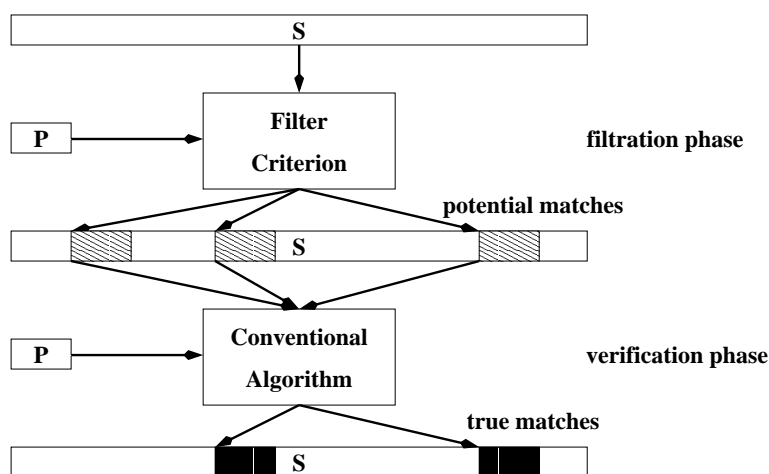 S
Filter
Criterion
P
filtration phase
potential matches
S
Conventional
Algorithm
P
verification phase
true matches
S